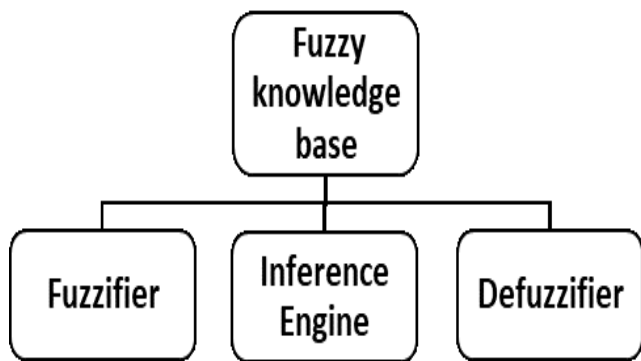 Fuzzy
knowledge
base
Fuzzifier
Inference
Engine
Defuzzifier